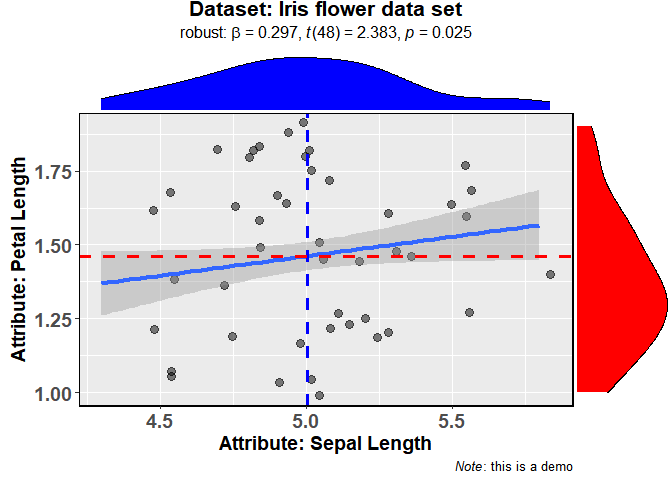 Dataset: Iris flower data set
robust: β = 0.297, t(48) = 2.383, p = 0.025
Attribute: Petal Length
1.75
1.50
1.25
1.00
4.5 5.0 5.5
Attribute: Sepal Length
Note: this is a demo